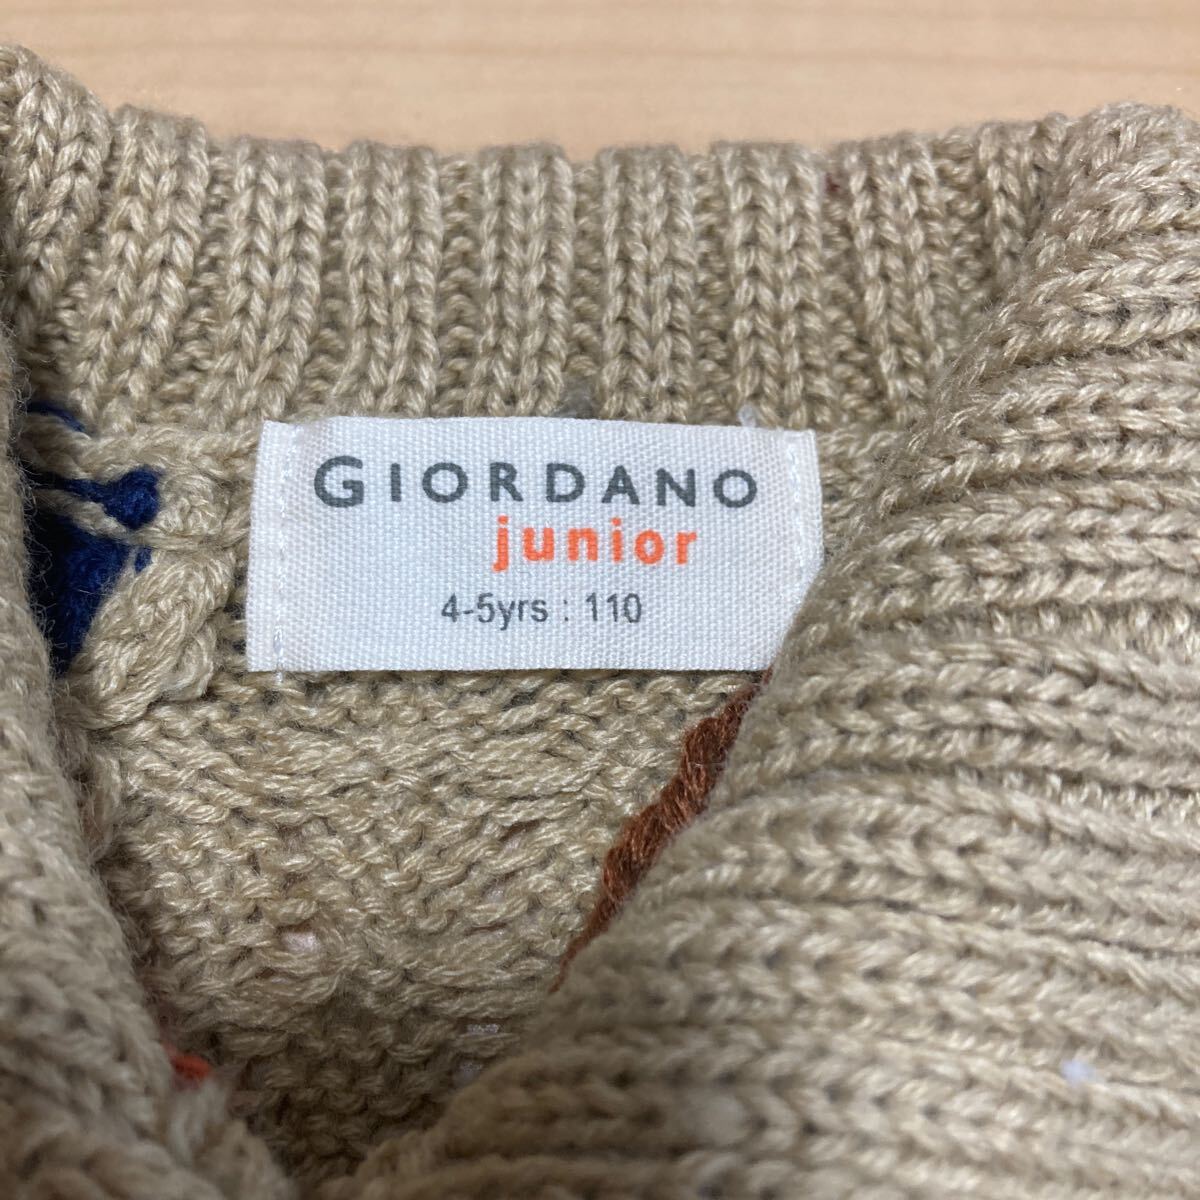 GIORDANO
junior
4-5yrs : 110